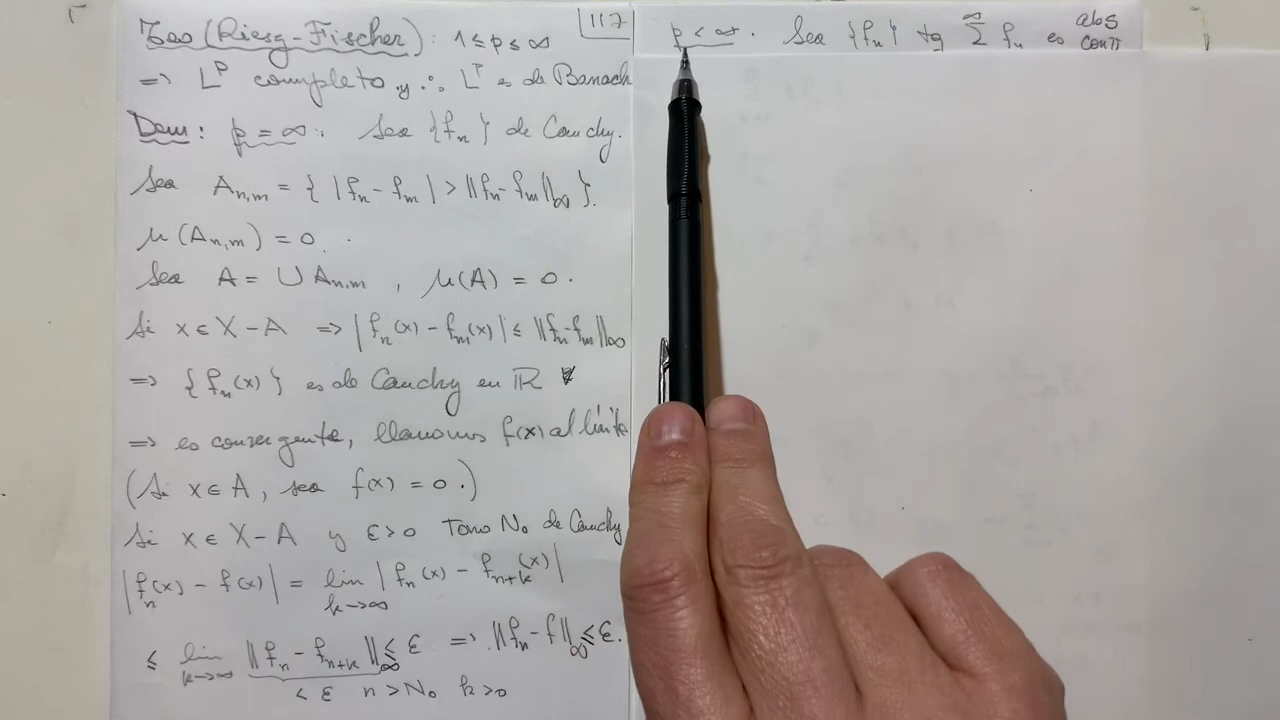 Teo (Riesz-Fischer): 1 ≤ p ≤ ∞
117
⇒ L^p completo y ∴ L^p es de Banach
Dem: p = ∞: Sea {f_n} de Cauchy.
Sea A_{n,m} = { |f_n - f_m| > ||f_n - f_m||_∞ }.
μ(A_{n,m}) = 0.
Sea A = ∪ A_{n,m} , μ(A) = 0.
Si x ∈ X - A ⇒ |f_n(x) - f_m(x)| ≤ ||f_n - f_m||_∞
⇒ {f_n(x)} es de Cauchy en ℝ
⇒ es convergente, llamamos f(x) al límite
(Si x ∈ A, sea f(x) = 0.)
Si x ∈ X - A y ε > 0 Tomo N_0 de Cauchy
|f_n(x) - f(x)| = lim_{k→∞} |f_n(x) - f_{n+k}(x)|
≤ lim_{k→∞} ||f_n - f_{n+k}||_∞ ≤ ε ⇒ ||f_n - f||_∞ ≤ ε.
< ε n > N_0 k > 0
p < ∞. Sea {f_n} tq ∑^∞ f_n es abs